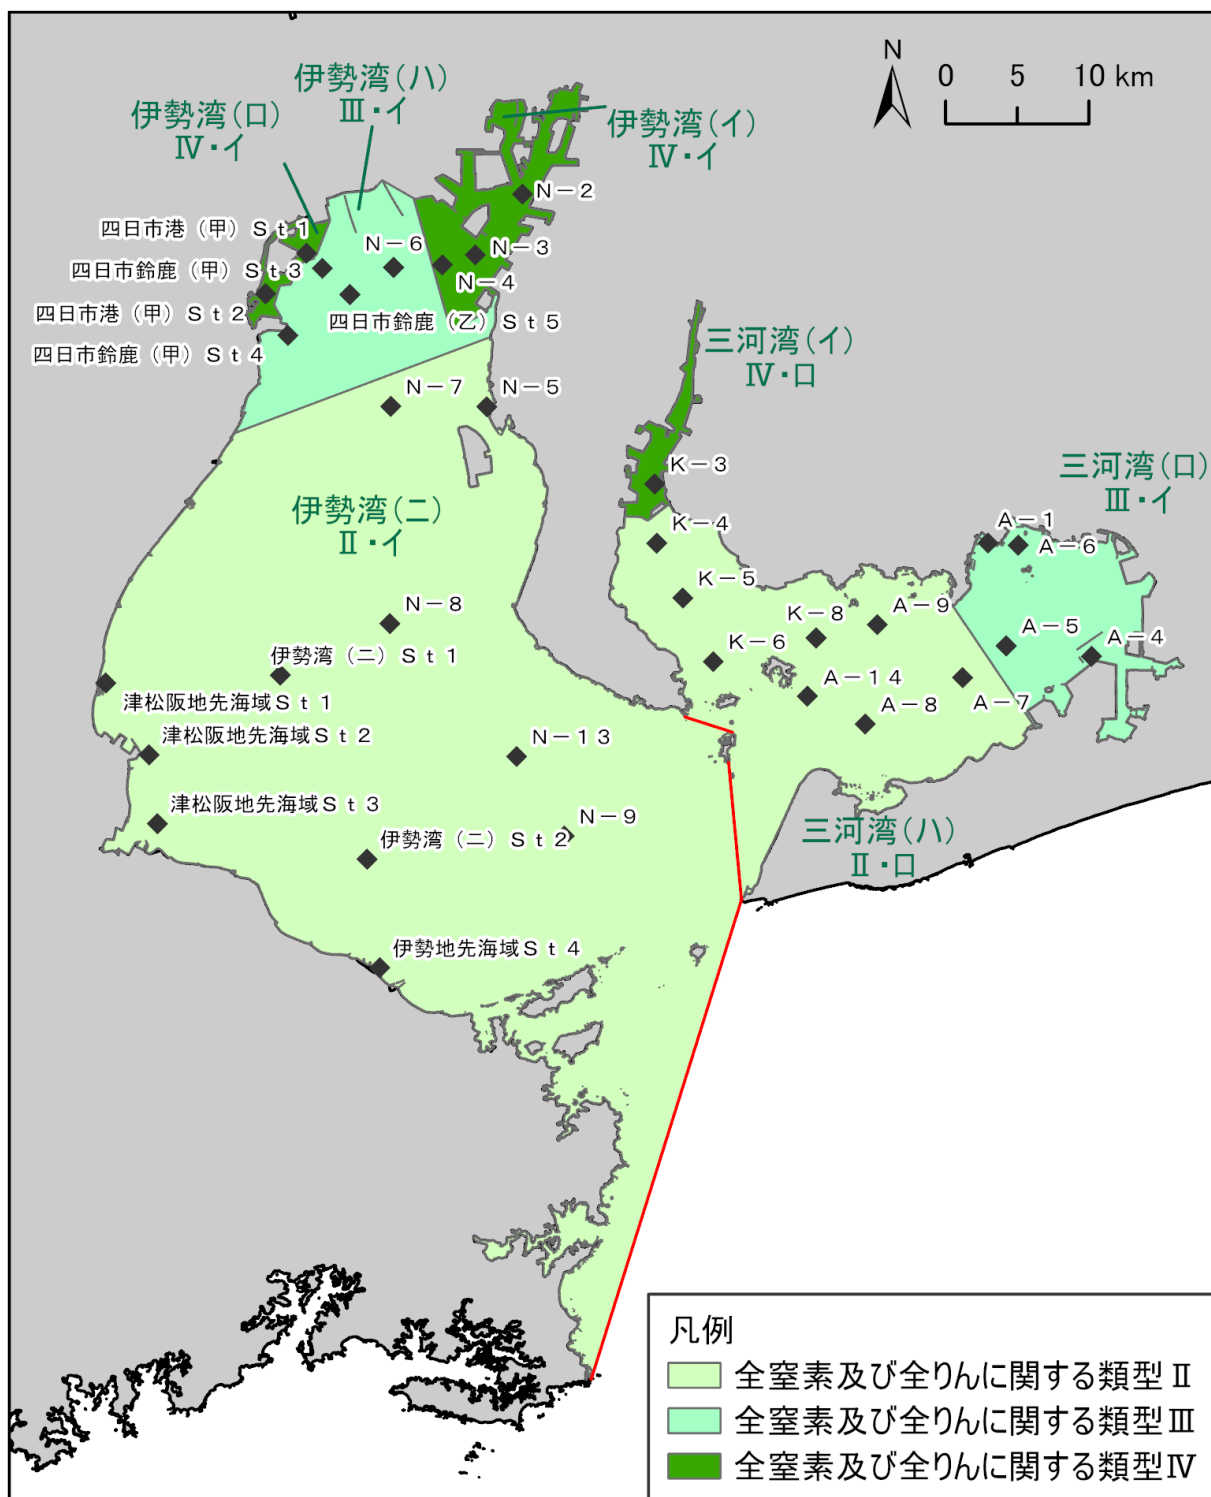 N
0 5 10 km
伊勢湾（ハ）
Ⅲ・イ
伊勢湾（ロ）
Ⅳ・イ
伊勢湾（イ）
Ⅳ・イ
N－2
四日市港（甲）Ｓｔ１
N－3
N－6
四日市鈴鹿（甲）Ｓｔ３
N－4
四日市港（甲）Ｓｔ２
四日市鈴鹿（乙）Ｓｔ５
四日市鈴鹿（甲）Ｓｔ４
三河湾（イ）
Ⅳ・ロ
N－7
N－5
K－3
三河湾（ロ）
Ⅲ・イ
伊勢湾（ニ）
Ⅱ・イ
K－4
A－1
A－6
K－5
N－8
K－8
A－9
K－6
A－5
A－4
伊勢湾（ニ）Ｓｔ１
A－14
A－7
津松阪地先海域Ｓｔ１
A－8
津松阪地先海域Ｓｔ２
N－13
津松阪地先海域Ｓｔ３
N－9
伊勢湾（ニ）Ｓｔ２
三河湾（ハ）
Ⅱ・ロ
伊勢地先海域Ｓｔ４
凡例
全窒素及び全りんに関する類型Ⅱ
全窒素及び全りんに関する類型Ⅲ
全窒素及び全りんに関する類型Ⅳ